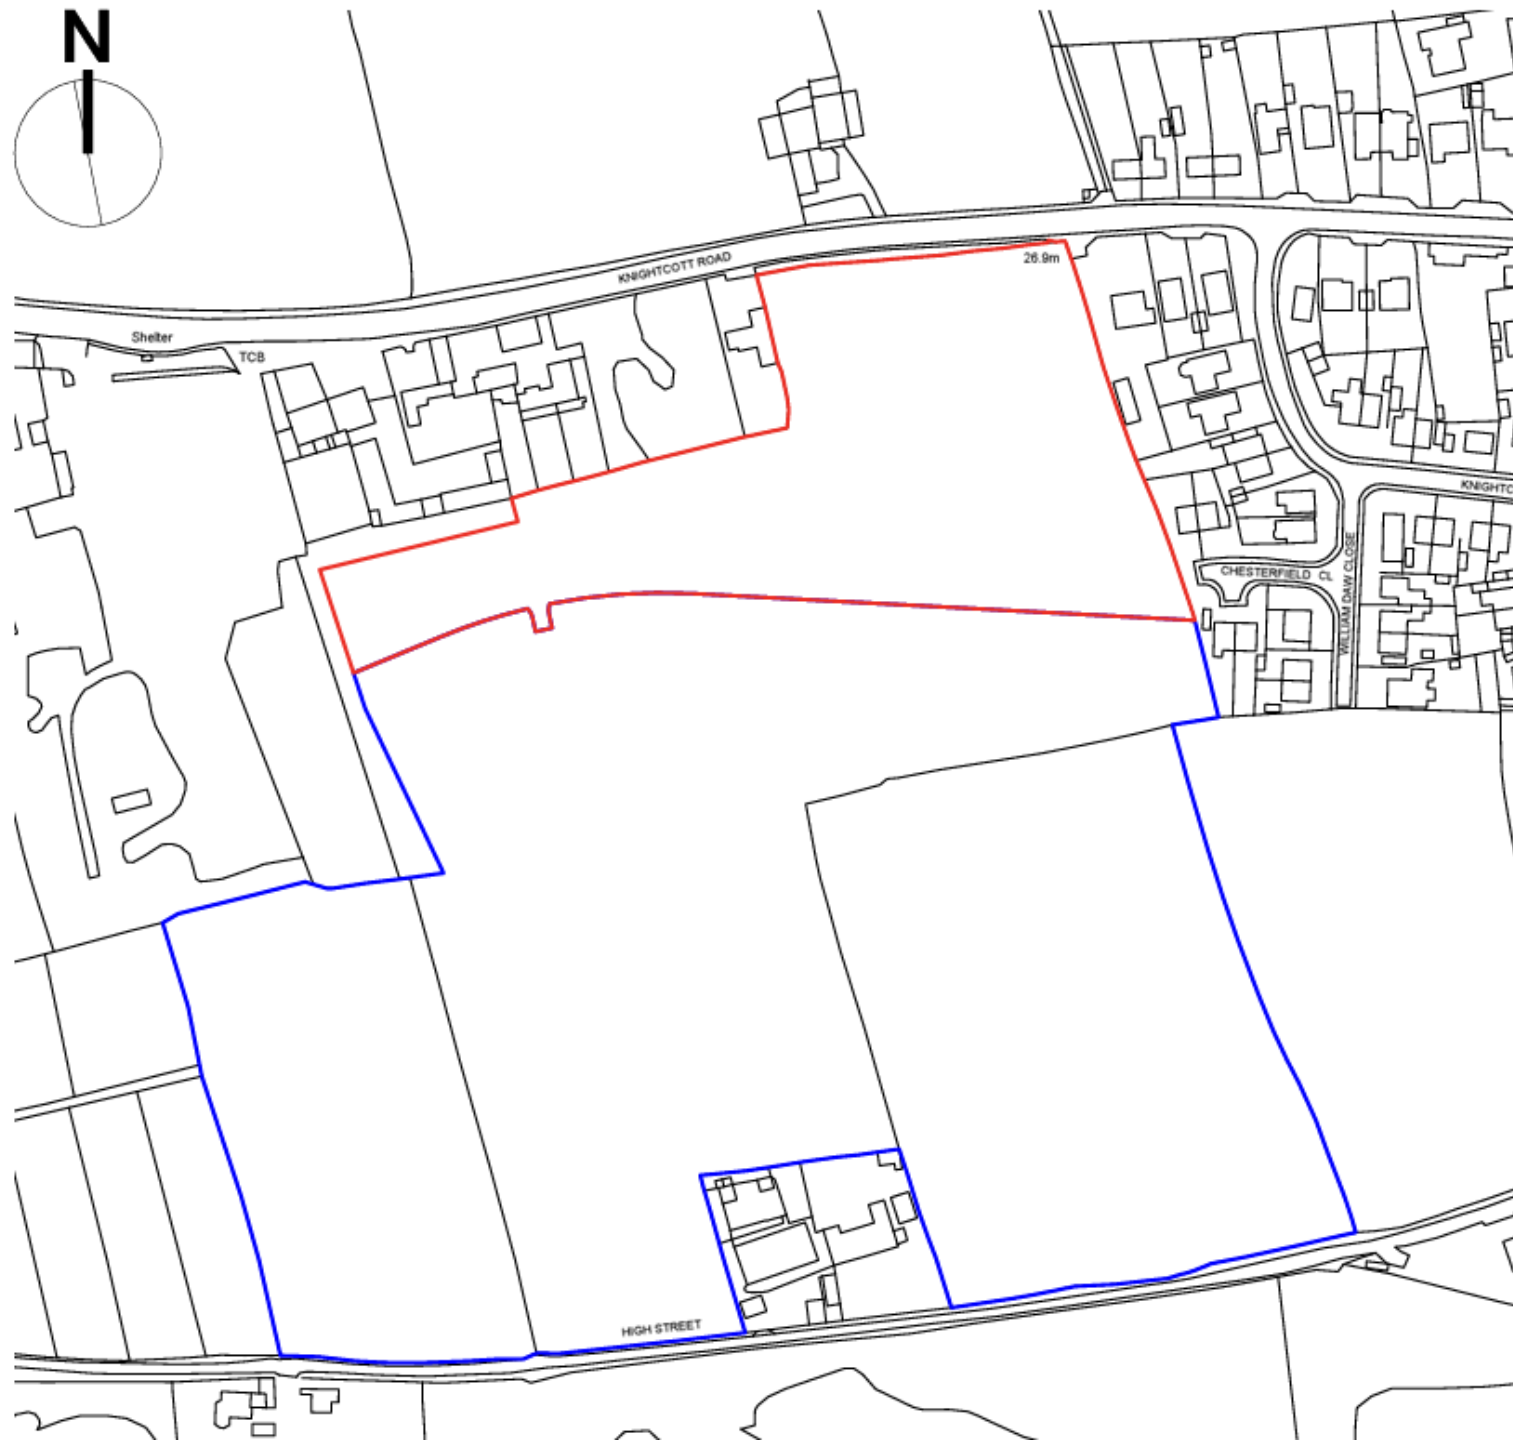 N
KNIGHTCOTT ROAD
26.9m
Shelter
TCB
KNIGHTC
CHESTERFIELD CL
WILLIAM DAW CLOSE
HIGH STREET